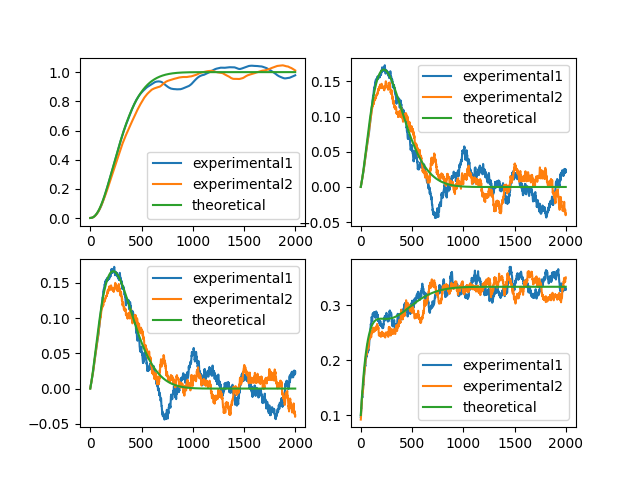 1.0
0.8
0.6
0.4
0.2
0.0
experimental1
experimental2
theoretical
0 500 1000 1500 2000
0.15
0.10
0.05
0.00
−0.05
experimental1
experimental2
theoretical
0 500 1000 1500 2000
0.15
0.10
0.05
0.00
−0.05
experimental1
experimental2
theoretical
0 500 1000 1500 2000
0.3
0.2
0.1
experimental1
experimental2
theoretical
0 500 1000 1500 2000